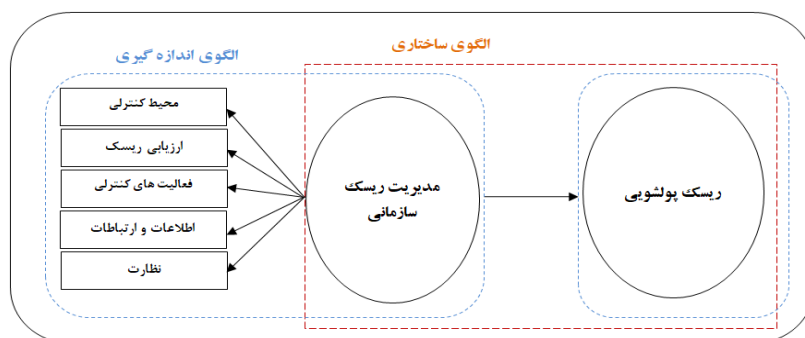 الگوی ساختاری
الگوی اندازه گیری
محیط کنترلی
ارزیابی ریسک
فعالیت های کنترلی
اطلاعات و ارتباطات
نظارت
مدیریت ریسک
سازمانی
ریسک پولشویی